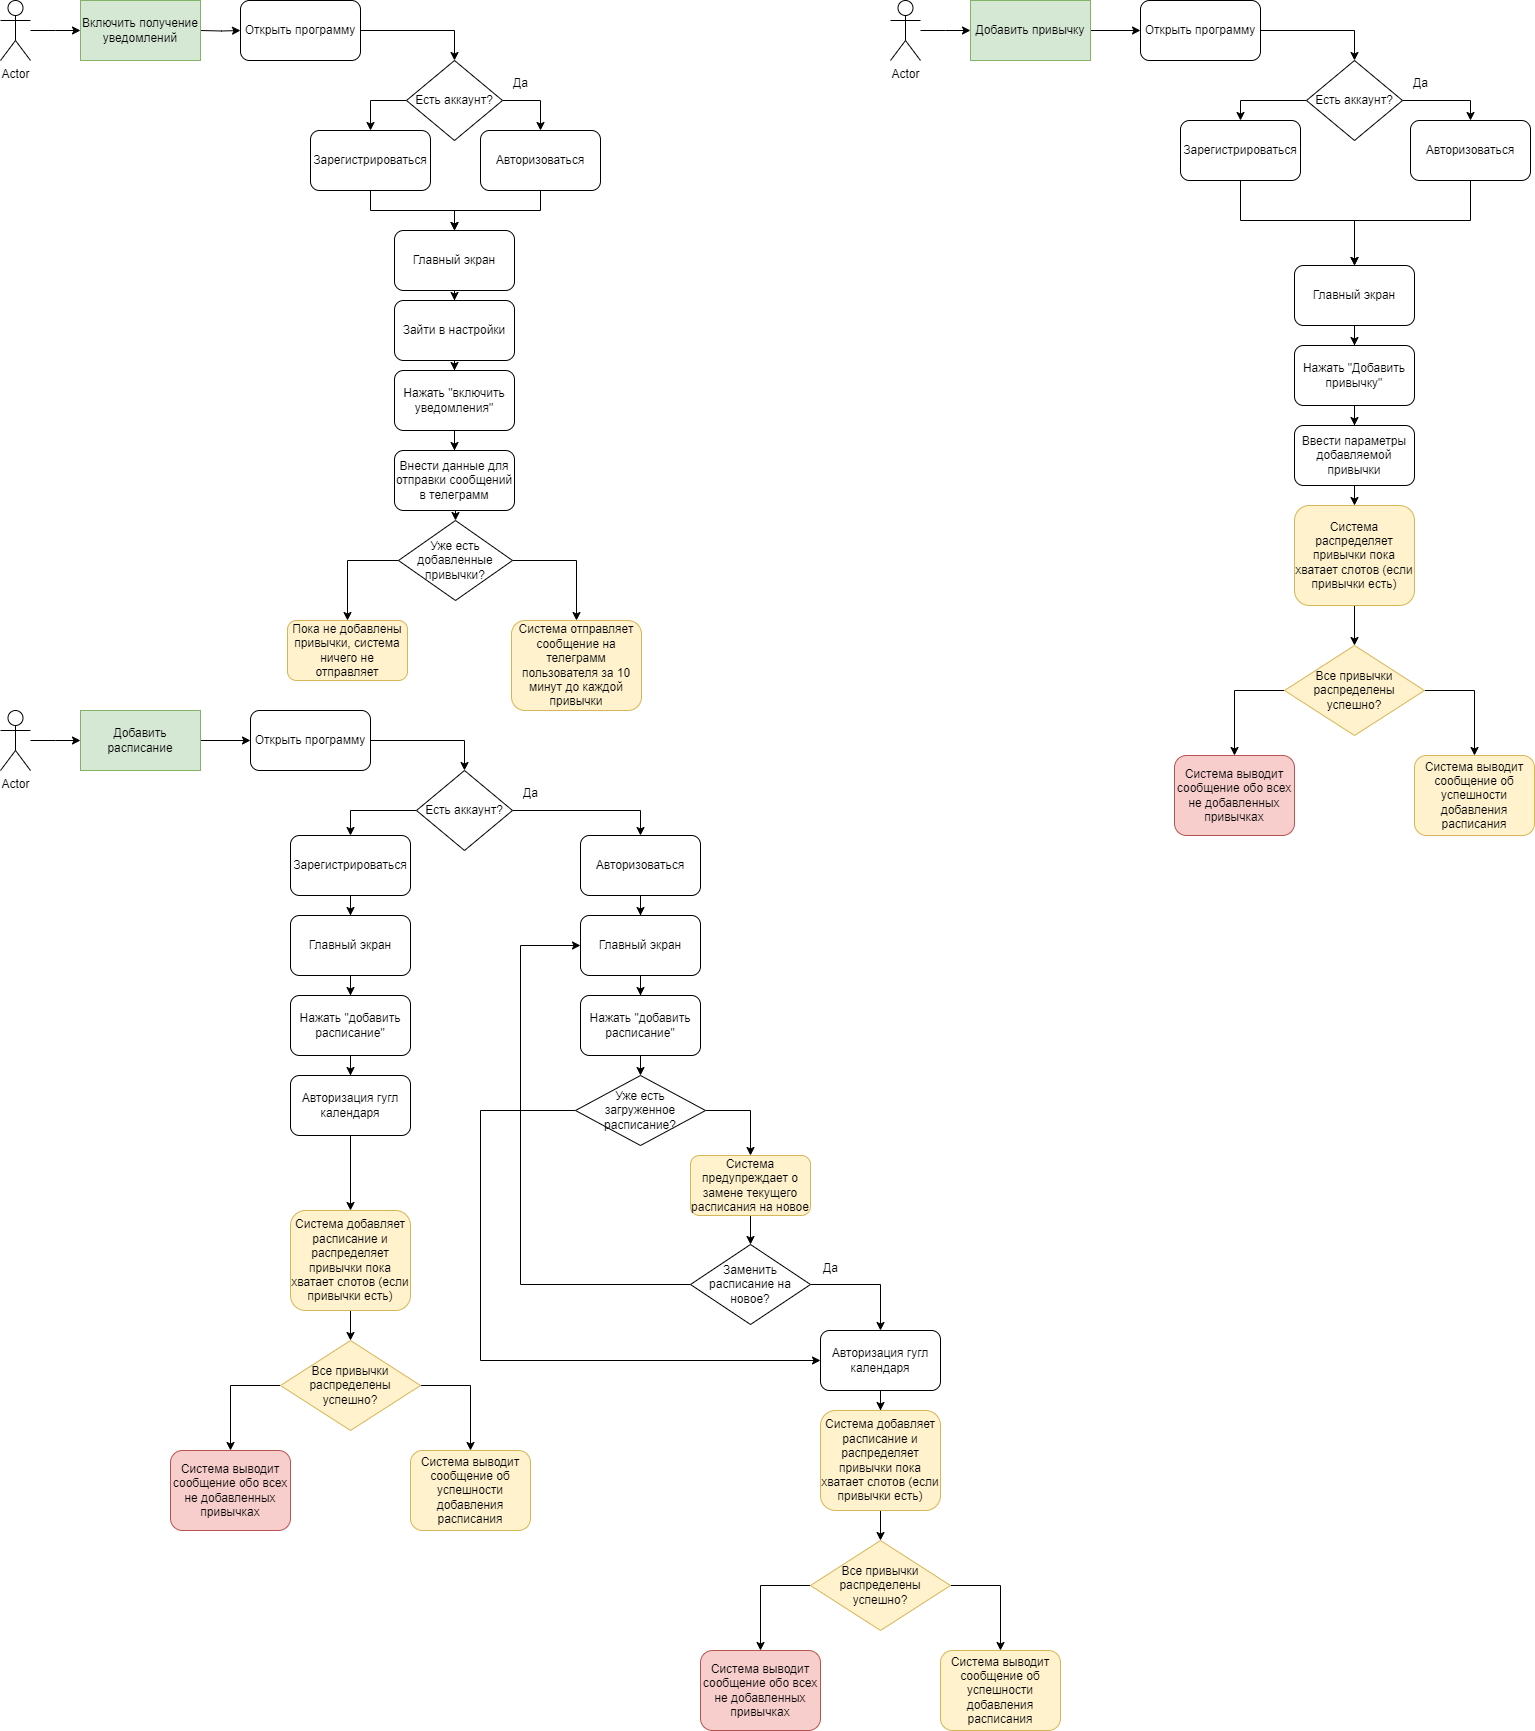 Actor
Включить получение
уведомлений
Открыть программу
Есть аккаунт?
Да
Зарегистрироваться
Авторизоваться
Главный экран
Зайти в настройки
Нажать "включить
уведомления"
Внести данные для
отправки сообщений
в телеграмм
Уже есть
добавленные
привычки?
Пока не добавлены
привычки, система
ничего не
отправляет
Система отправляет
сообщение на
телеграмм
пользователя за 10
минут до каждой
привычки
Actor
Добавить привычку
Открыть программу
Есть аккаунт?
Да
Зарегистрироваться
Авторизоваться
Главный экран
Нажать "Добавить
привычку"
Ввести параметры
добавляемой
привычки
Система
распределяет
привычки пока
хватает слотов (если
привычки есть)
Все привычки
распределены
успешно?
Система выводит
сообщение обо всех
не добавленных
привычках
Система выводит
сообщение об
успешности
добавления
расписания
Actor
Добавить
расписание
Открыть программу
Есть аккаунт?
Да
Зарегистрироваться
Главный экран
Нажать "добавить
расписание"
Авторизация гугл
календаря
Система добавляет
расписание и
распределяет
привычки пока
хватает слотов (если
привычки есть)
Все привычки
распределены
успешно?
Система выводит
сообщение обо всех
не добавленных
привычках
Система выводит
сообщение об
успешности
добавления
расписания
Авторизоваться
Главный экран
Нажать "добавить
расписание"
Уже есть
загруженное
расписание?
Система
предупреждает о
замене текущего
расписания на новое
Заменить
расписание на
новое?
Да
Авторизация гугл
календаря
Система добавляет
расписание и
распределяет
привычки пока
хватает слотов (если
привычки есть)
Все привычки
распределены
успешно?
Система выводит
сообщение обо всех
не добавленных
привычках
Система выводит
сообщение об
успешности
добавления
расписания